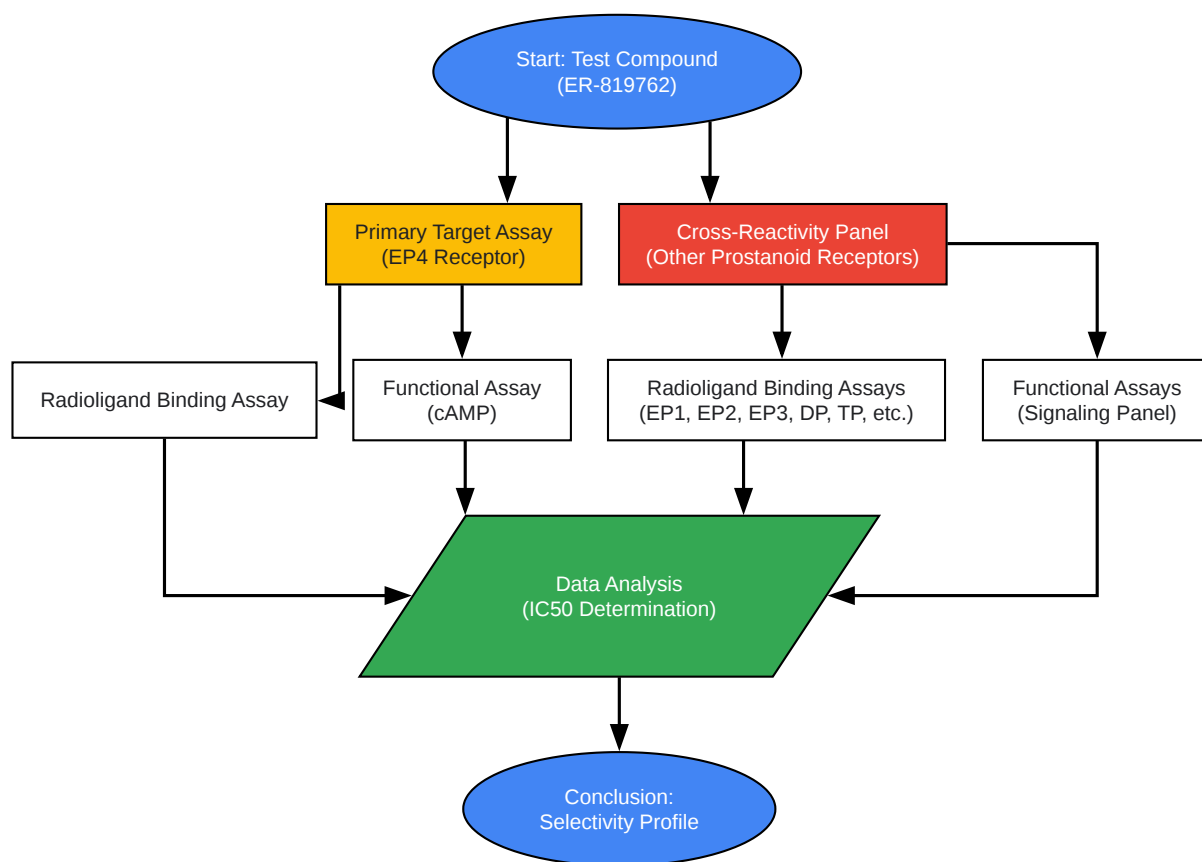 Start: Test Compound
(ER-819762)
Primary Target Assay
(EP4 Receptor)
Cross-Reactivity Panel
(Other Prostanoid Receptors)
Radioligand Binding Assay
Functional Assay
(cAMP)
Radioligand Binding Assays
(EP1, EP2, EP3, DP, TP, etc.)
Functional Assays
(Signaling Panel)
Data Analysis
(IC50 Determination)
Conclusion:
Selectivity Profile